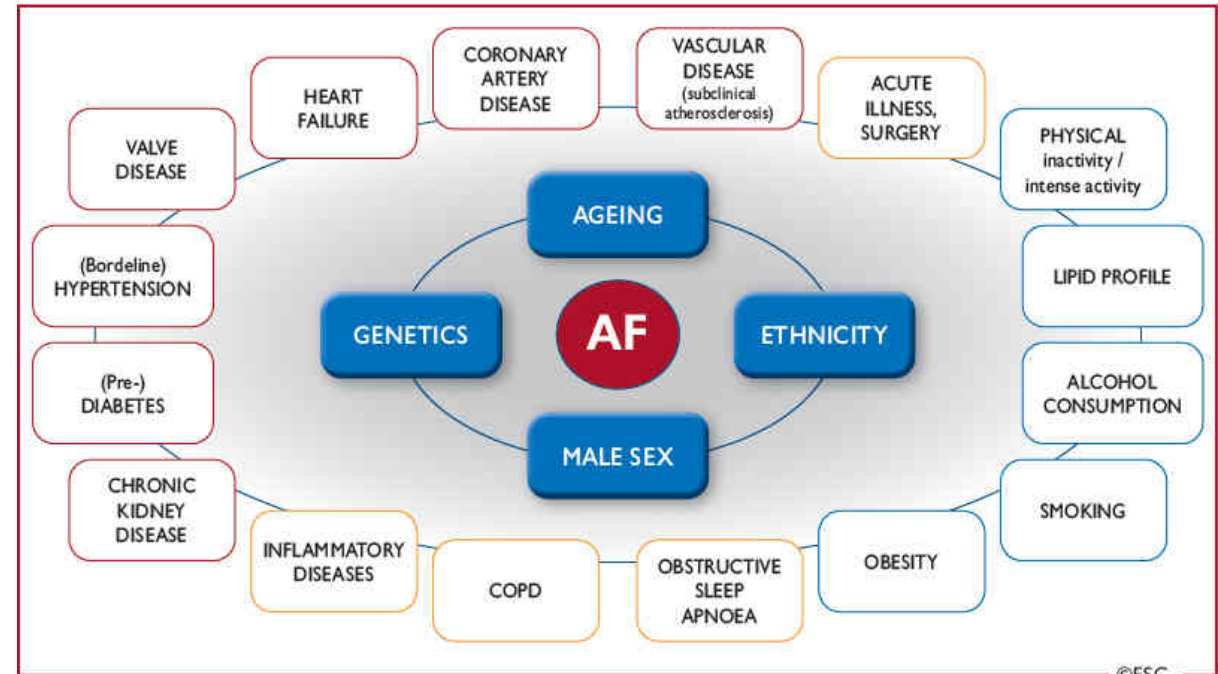 CORONARY
ARTERY
DISEASE
VASCULAR
DISEASE
(subclinical
atherosclerosis)
HEART
FAILURE
ACUTE
ILLNESS,
SURGERY
VALVE
DISEASE
PHYSICAL
inactivity /
intense activity
AGEING
(Bordeline)
HYPERTENSION
LIPID PROFILE
GENETICS
AF
ETHNICITY
(Pre-)
DIABETES
ALCOHOL
CONSUMPTION
MALE SEX
CHRONIC
KIDNEY
DISEASE
SMOKING
INFLAMMATORY
DISEASES
COPD
OBSTRUCTIVE
SLEEP
APNOEA
OBESITY
©ESC